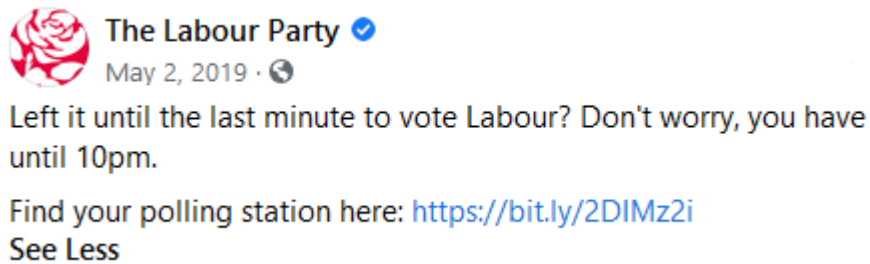 The Labour Party
May 2, 2019 ·
Left it until the last minute to vote Labour? Don't worry, you have
until 10pm.
Find your polling station here: https://bit.ly/2DIMz2i
See Less